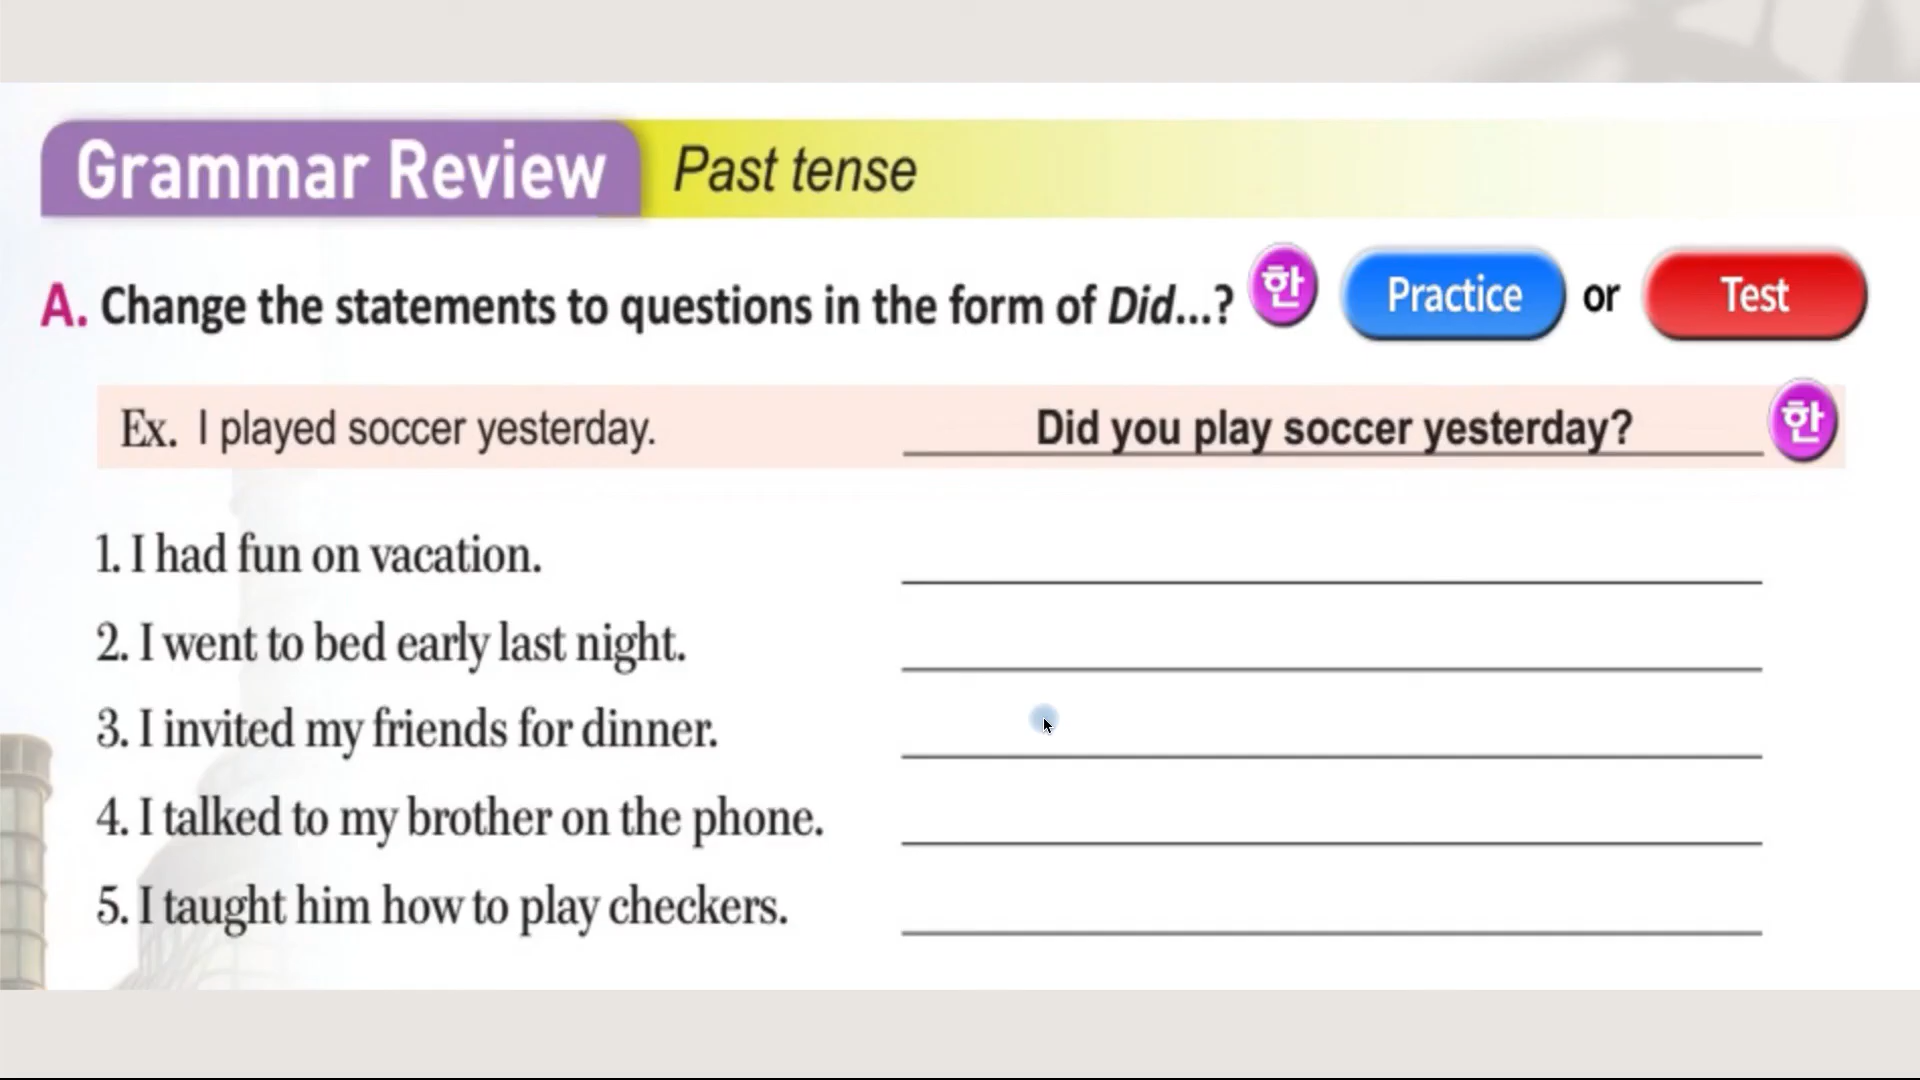 Grammar Review Past tense
A. Change the statements to questions in the form of Did...? 한 Practice or Test
Ex. I played soccer yesterday. Did you play soccer yesterday? 한
1. I had fun on vacation.
2. I went to bed early last night.
3. I invited my friends for dinner.
4. I talked to my brother on the phone.
5. I taught him how to play checkers.